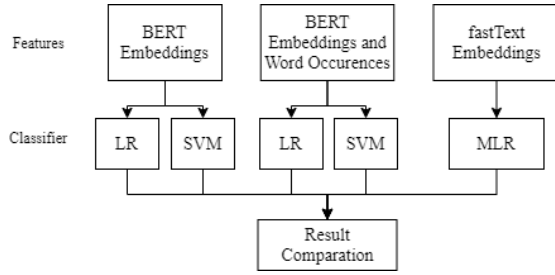 Features
BERT
Embeddings
BERT
Embeddings and
Word Occurences
fastText
Embeddings
Classifier
LR
SVM
LR
SVM
MLR
Result
Comparation